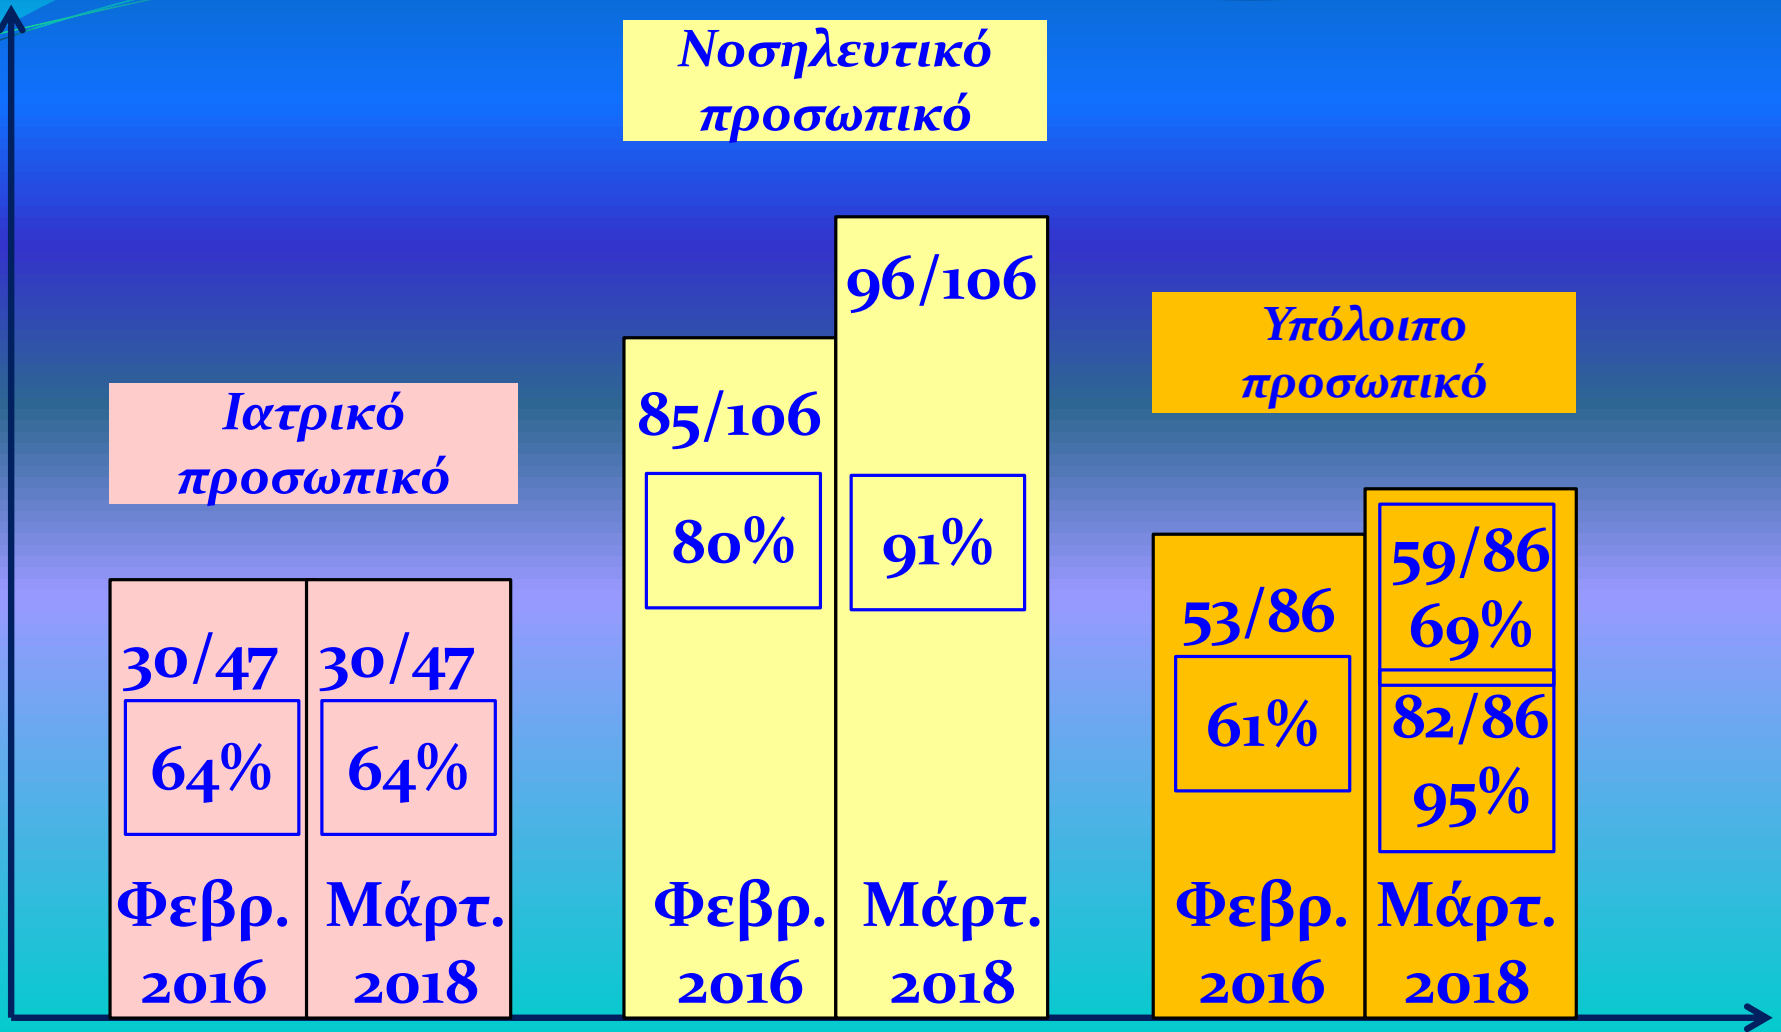 Νοσηλευτικό
προσωπικό
96/106
85/106
80%
91%
Ιατρικό
προσωπικό
30/47
30/47
64%
64%
Υπόλοιπο
προσωπικό
53/86
61%
59/86
69%
82/86
95%
Φεβρ.
2016
Μάρτ.
2018
Φεβρ.
2016
Μάρτ.
2018
Φεβρ.
2016
Μάρτ.
2018